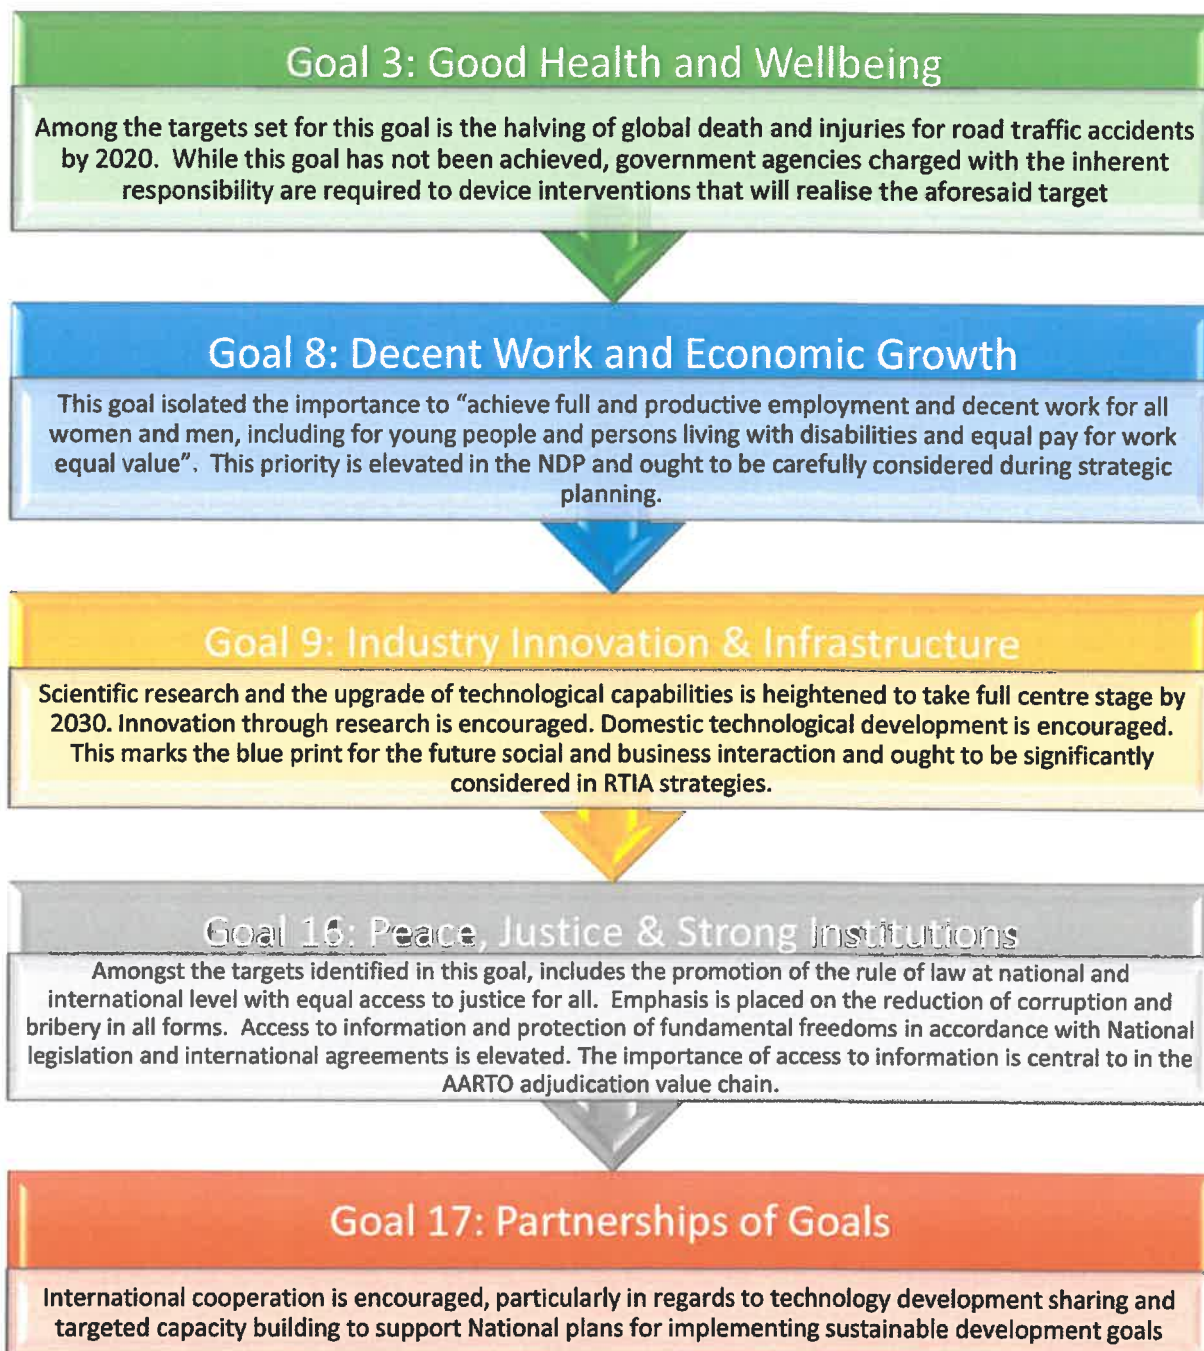 Goal 3: Good Health and Wellbeing
Among the targets set for this goal is the halving of global death and injuries for road traffic accidents
by 2020. While this goal has not been achieved, government agencies charged with the inherent
responsibility are required to device interventions that will realise the aforesaid target
Goal 8: Decent Work and Economic Growth
This goal isolated the importance to “achieve full and productive employment and decent work for all
women and men, including for young people and persons living with disabilities and equal pay for work
equal value”. This priority is elevated in the NDP and ought to be carefully considered during strategic
planning.
Goal 9: Industry Innovation & Infrastructure
Scientific research and the upgrade of technological capabilities is heightened to take full centre stage by
2030. Innovation through research is encouraged. Domestic technological development is encouraged.
This marks the blue print for the future social and business interaction and ought to be significantly
considered in RTIA strategies.
Goal 16: Peace, Justice & Strong Institutions
Amongst the targets identified in this goal, includes the promotion of the rule of law at national and
international level with equal access to justice for all. Emphasis is placed on the reduction of corruption and
bribery in all forms. Access to information and protection of fundamental freedoms in accordance with National
legislation and international agreements is elevated. The importance of access to information is central to in the
AARTO adjudication value chain.
Goal 17: Partnerships of Goals
International cooperation is encouraged, particularly in regards to technology development sharing and
targeted capacity building to support National plans for implementing sustainable development goals